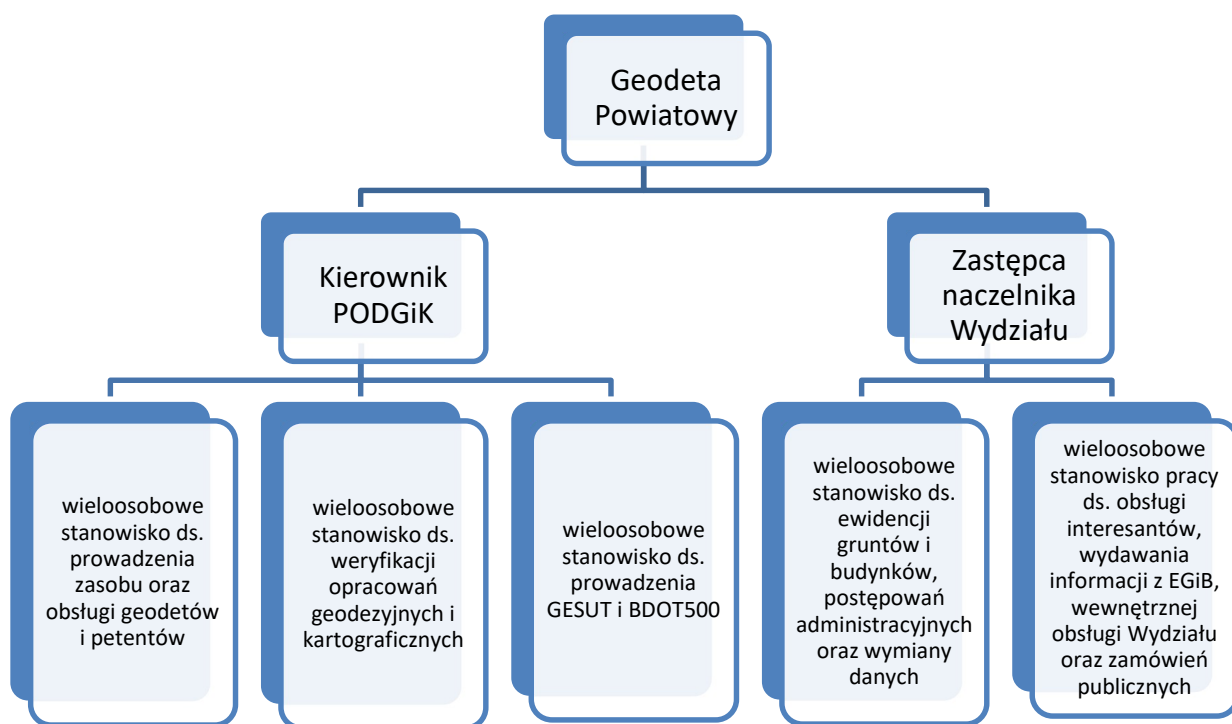 Geodeta
Powiatowy
Kierownik
PODGiK
Zastępca
naczelnika
Wydziału
wieloosobowe
stanowisko ds.
prowadzenia
zasobu oraz
obsługi geodetów
i petentów
wieloosobowe
stanowisko ds.
weryfikacji
opracowań
geodezyjnych i
kartograficznych
wieloosobowe
stanowisko ds.
prowadzenia
GESUT i BDOT500
wieloosobowe
stanowisko ds.
ewidencji
gruntów i
budynków,
postępowań
administracyjnych
oraz wymiany
danych
wieloosobowe
stanowisko pracy
ds. obsługi
interesantów,
wydawania
informacji z EGiB,
wewnętrznej
obsługi Wydziału
oraz zamówień
publicznych